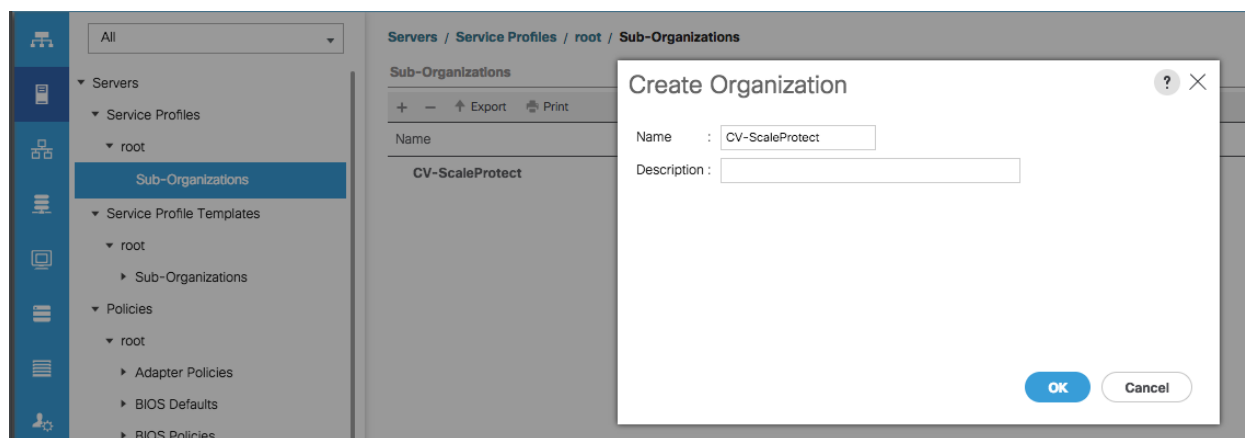 All
Servers
Service Profiles
root
Sub-Organizations
Service Profile Templates
root
Sub-Organizations
Policies
root
Adapter Policies
BIOS Defaults
BIOS Policies
Servers / Service Profiles / root / Sub-Organizations
Sub-Organizations
+ − Export Print
Name
CV-ScaleProtect
Create Organization
?
Name : CV-ScaleProtect
Description :
OK Cancel